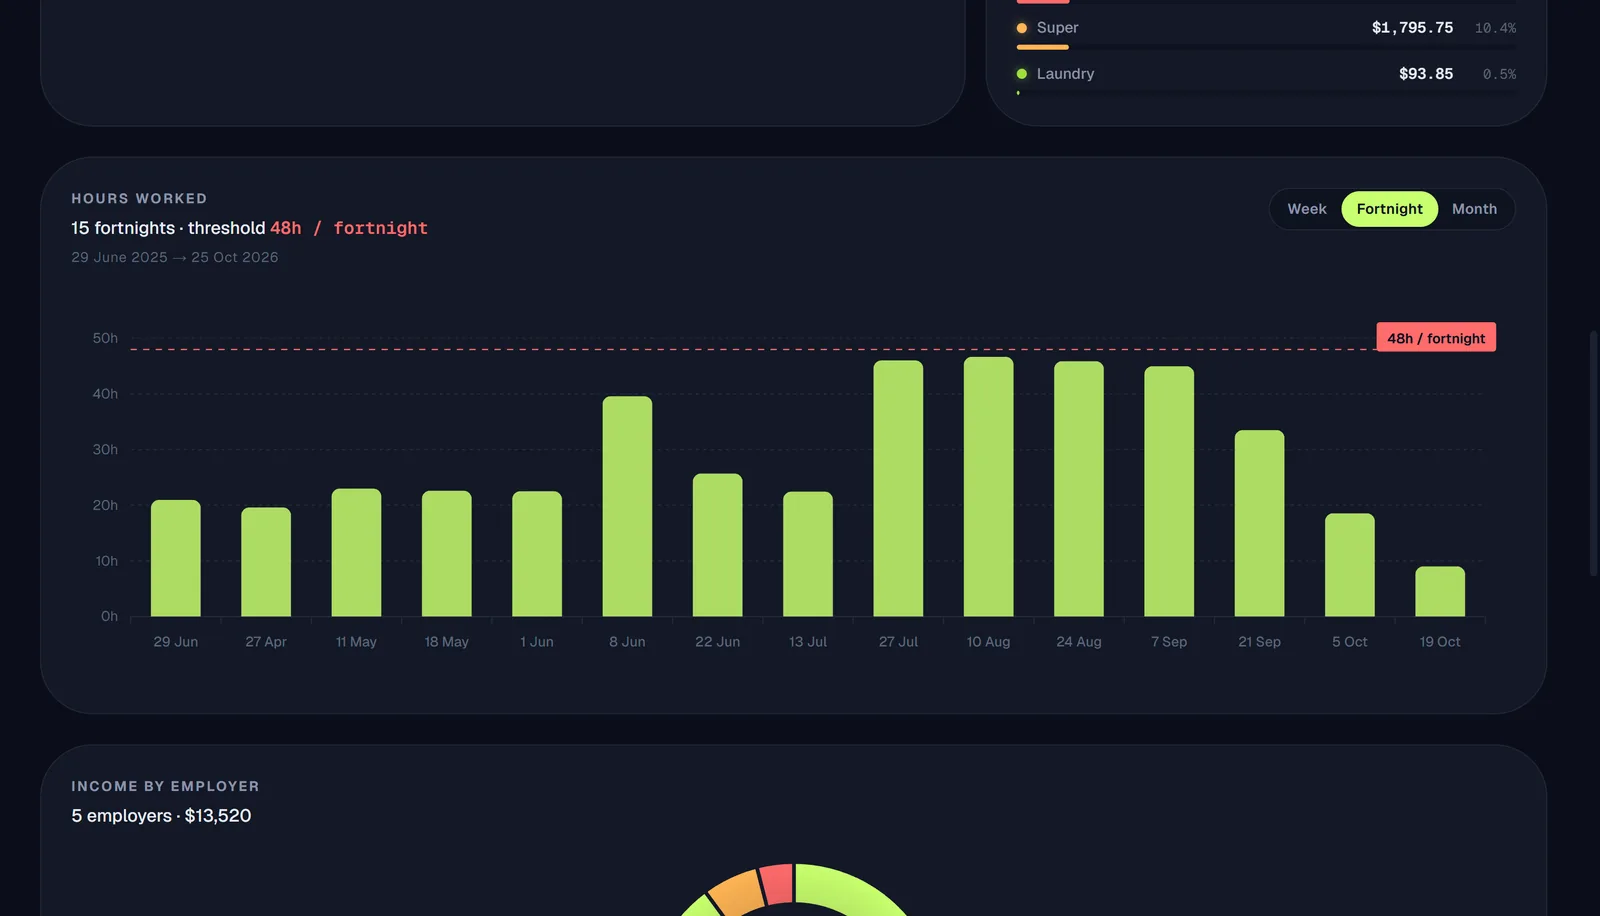 Super $1,795.75 10.4%
Laundry $93.85 0.5%
HOURS WORKED
15 fortnights · threshold 48h / fortnight
29 June 2025 → 25 Oct 2026
Week Fortnight Month
48h / fortnight
50h
40h
30h
20h
10h
0h
29 Jun 27 Apr 11 May 18 May 1 Jun 8 Jun 22 Jun 13 Jul 27 Jul 10 Aug 24 Aug 7 Sep 21 Sep 5 Oct 19 Oct
INCOME BY EMPLOYER
5 employers · $13,520